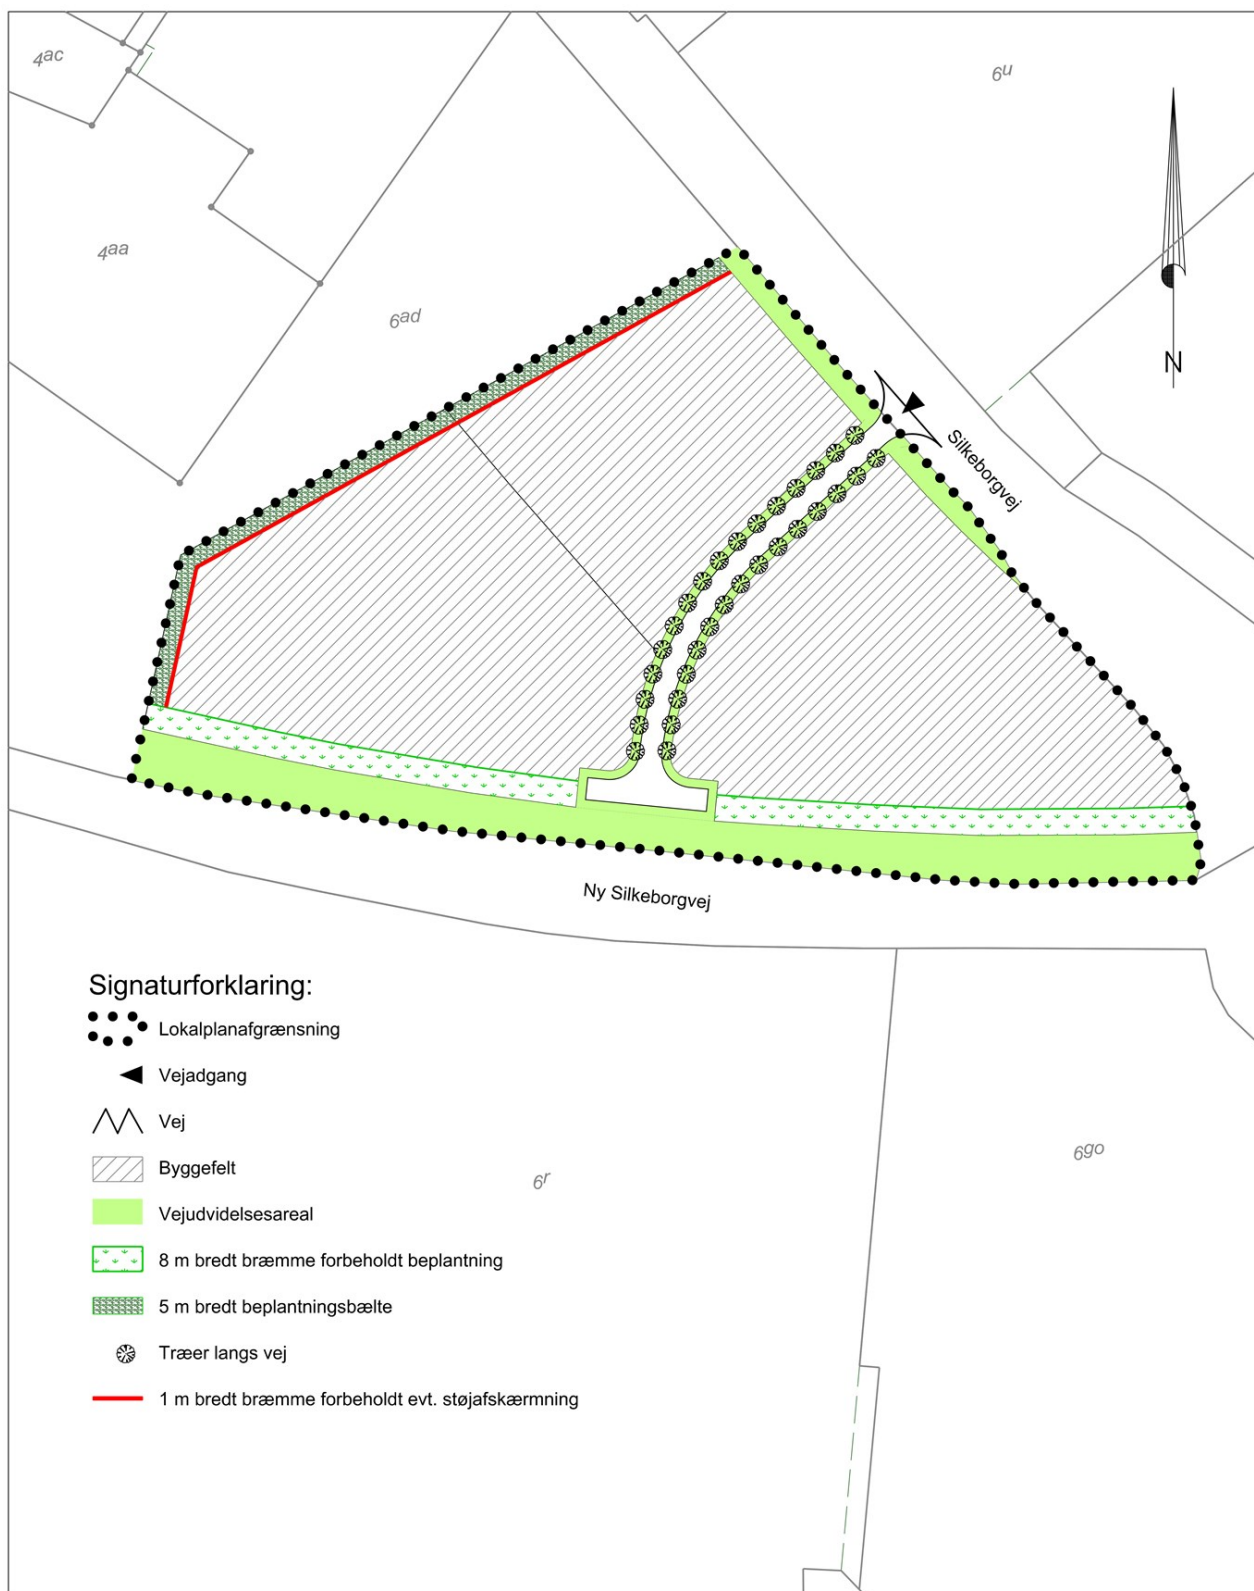 4ac
6u
4aa
6ad
N
Silkeborgvej
Ny Silkeborgvej
Signaturforklaring:
Lokalplanafgrænsning
Vejadgang
Vej
Byggefelt
Vejudvidelsesareal
8 m bredt bræmme forbeholdt beplantning
5 m bredt beplantningsbælte
Træer langs vej
1 m bredt bræmme forbeholdt evt. støjafskærmning
6r
6go